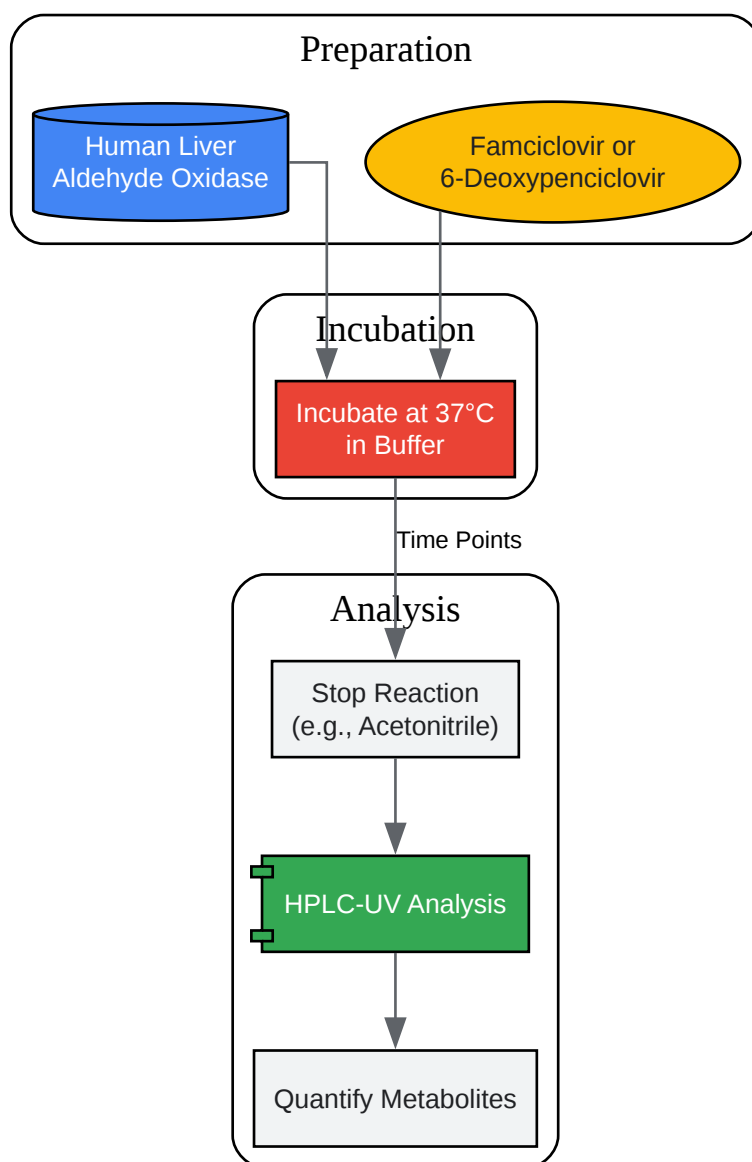 Preparation
Human Liver
Aldehyde Oxidase
Famciclovir or
6-Deoxypenciclovir
Incubation
Incubate at 37°C
in Buffer
Time Points
Analysis
Stop Reaction
(e.g., Acetonitrile)
HPLC-UV Analysis
Quantify Metabolites